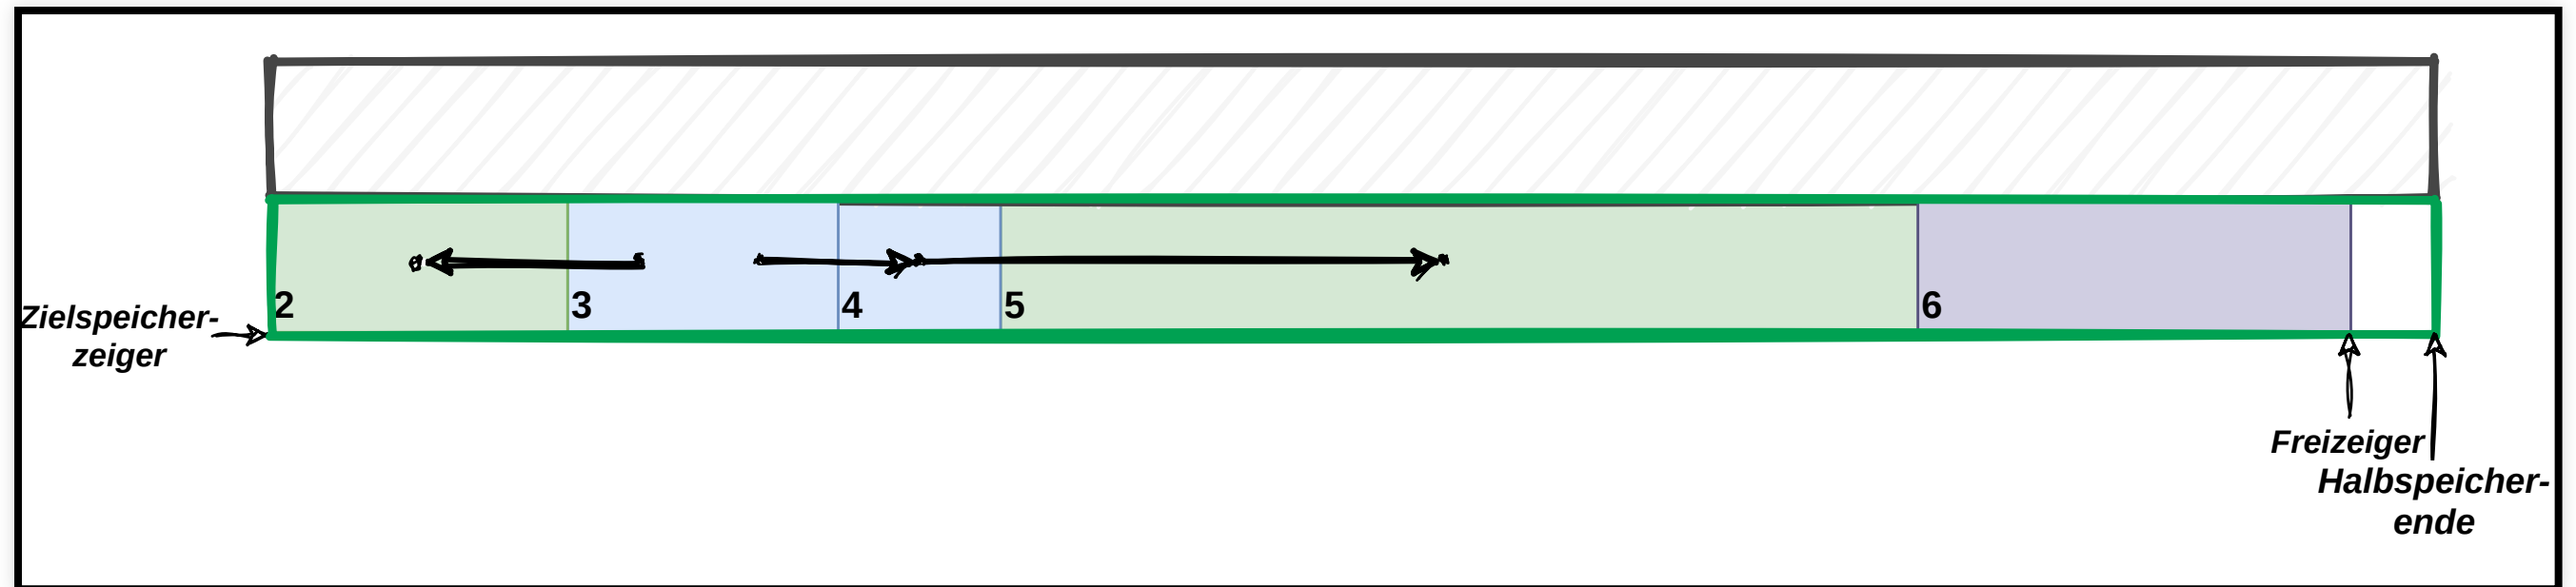 2 3 4 5 6
Zielspeicher-
zeiger
Freizeiger
Halbspeicher-
ende